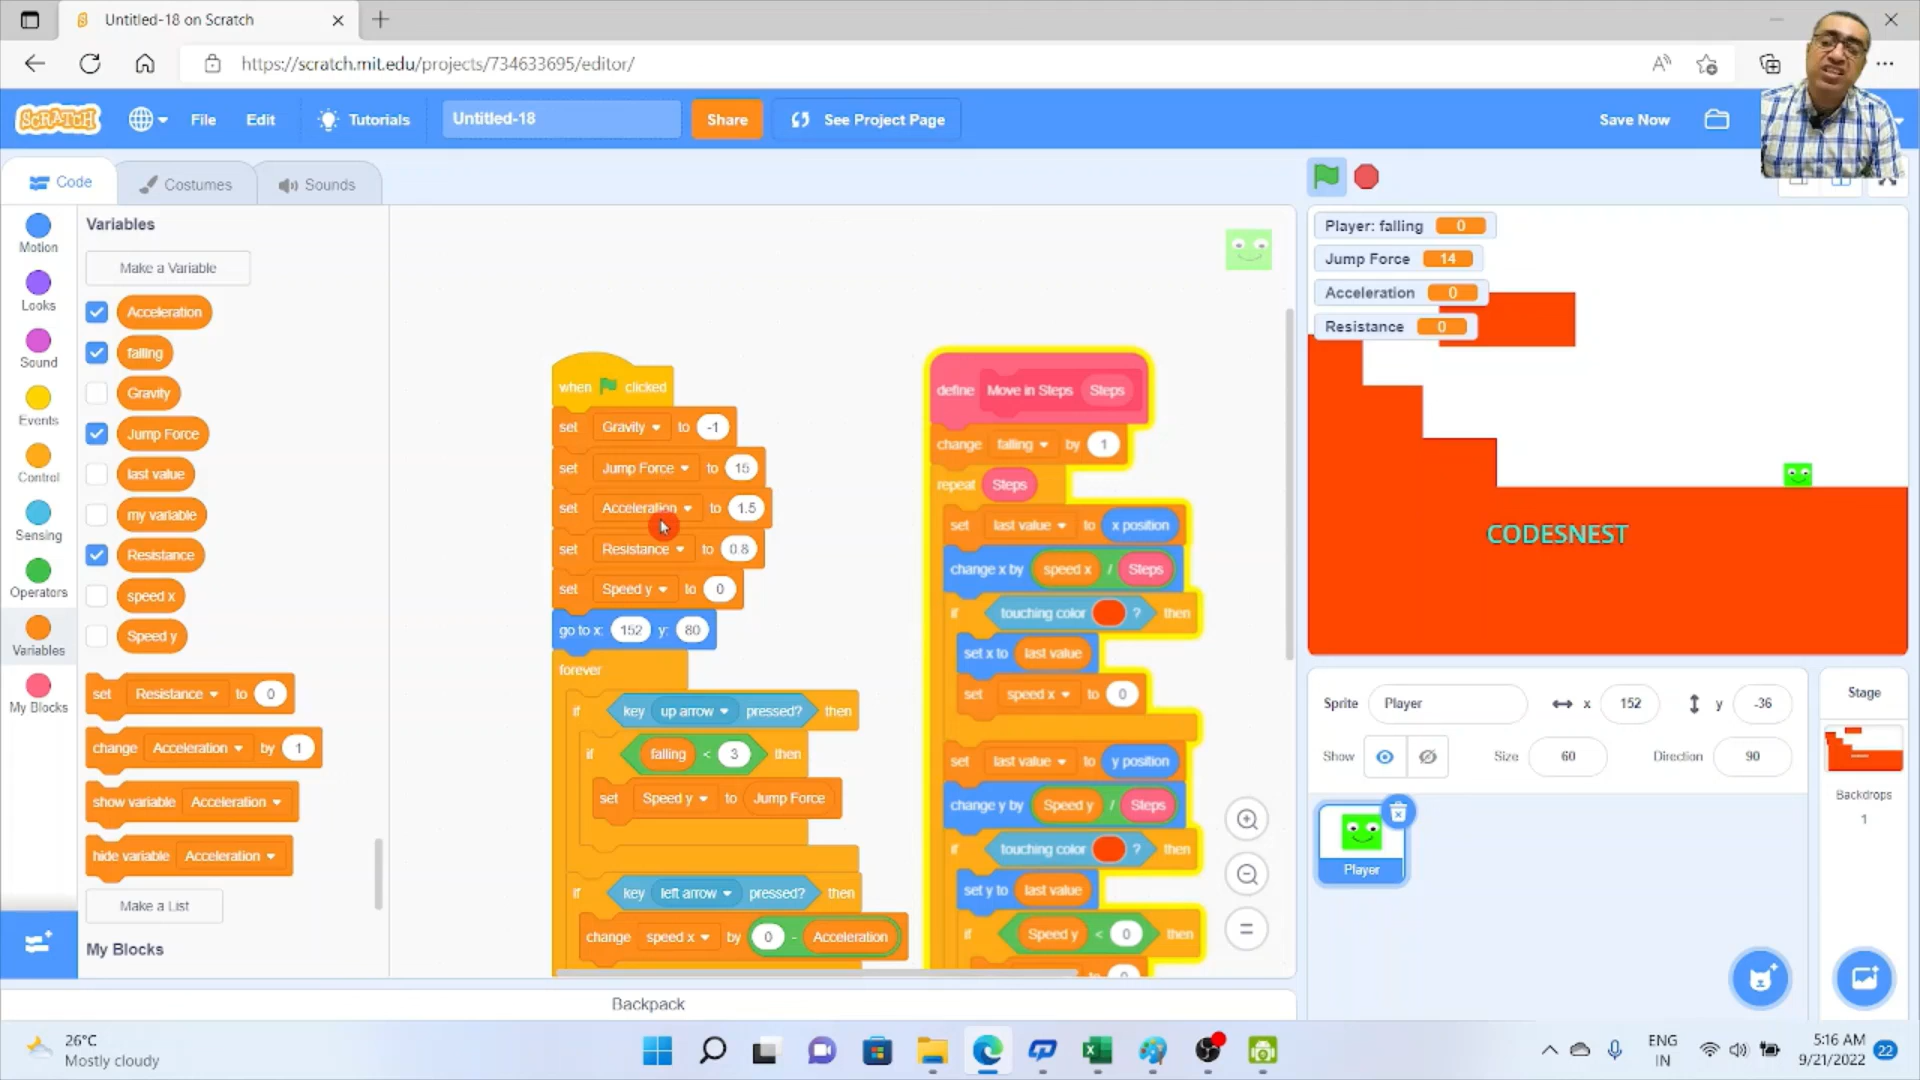 Untitled-18 on Scratch
https://scratch.mit.edu/projects/734633695/editor/
SCRATCH
File
Edit
Tutorials
Untitled-18
Share
See Project Page
Save Now
Code
Costumes
Sounds
Motion
Looks
Sound
Events
Control
Sensing
Operators
Variables
My Blocks
Variables
Make a Variable
Acceleration
falling
Gravity
Jump Force
last value
my variable
Resistance
speed x
Speed y
set Resistance to 0
change Acceleration by 1
show variable Acceleration
hide variable Acceleration
Make a List
My Blocks
when clicked
set Gravity to -1
set Jump Force to 15
set Acceleration to 1.5
set Resistance to 0.8
set Speed y to 0
go to x: 152 y: 80
forever
if key up arrow pressed? then
if falling < 3 then
set Speed y to Jump Force
if key left arrow pressed? then
change speed x by 0 - Acceleration
define Move in Steps Steps
change falling by 1
repeat Steps
set last value to x position
change x by speed x / Steps
if touching color ? then
set x to last value
set speed x to 0
set last value to y position
change y by Speed y / Steps
if touching color ? then
set y to last value
if Speed y < 0 then
Backpack
Player: falling 0
Jump Force 14
Acceleration 0
Resistance 0
CODESNEST
Sprite Player x 152 y -36
Show Size 60 Direction 90
Player
Stage
Backdrops
1
26°C
Mostly cloudy
ENG
IN
5:16 AM
9/21/2022
22